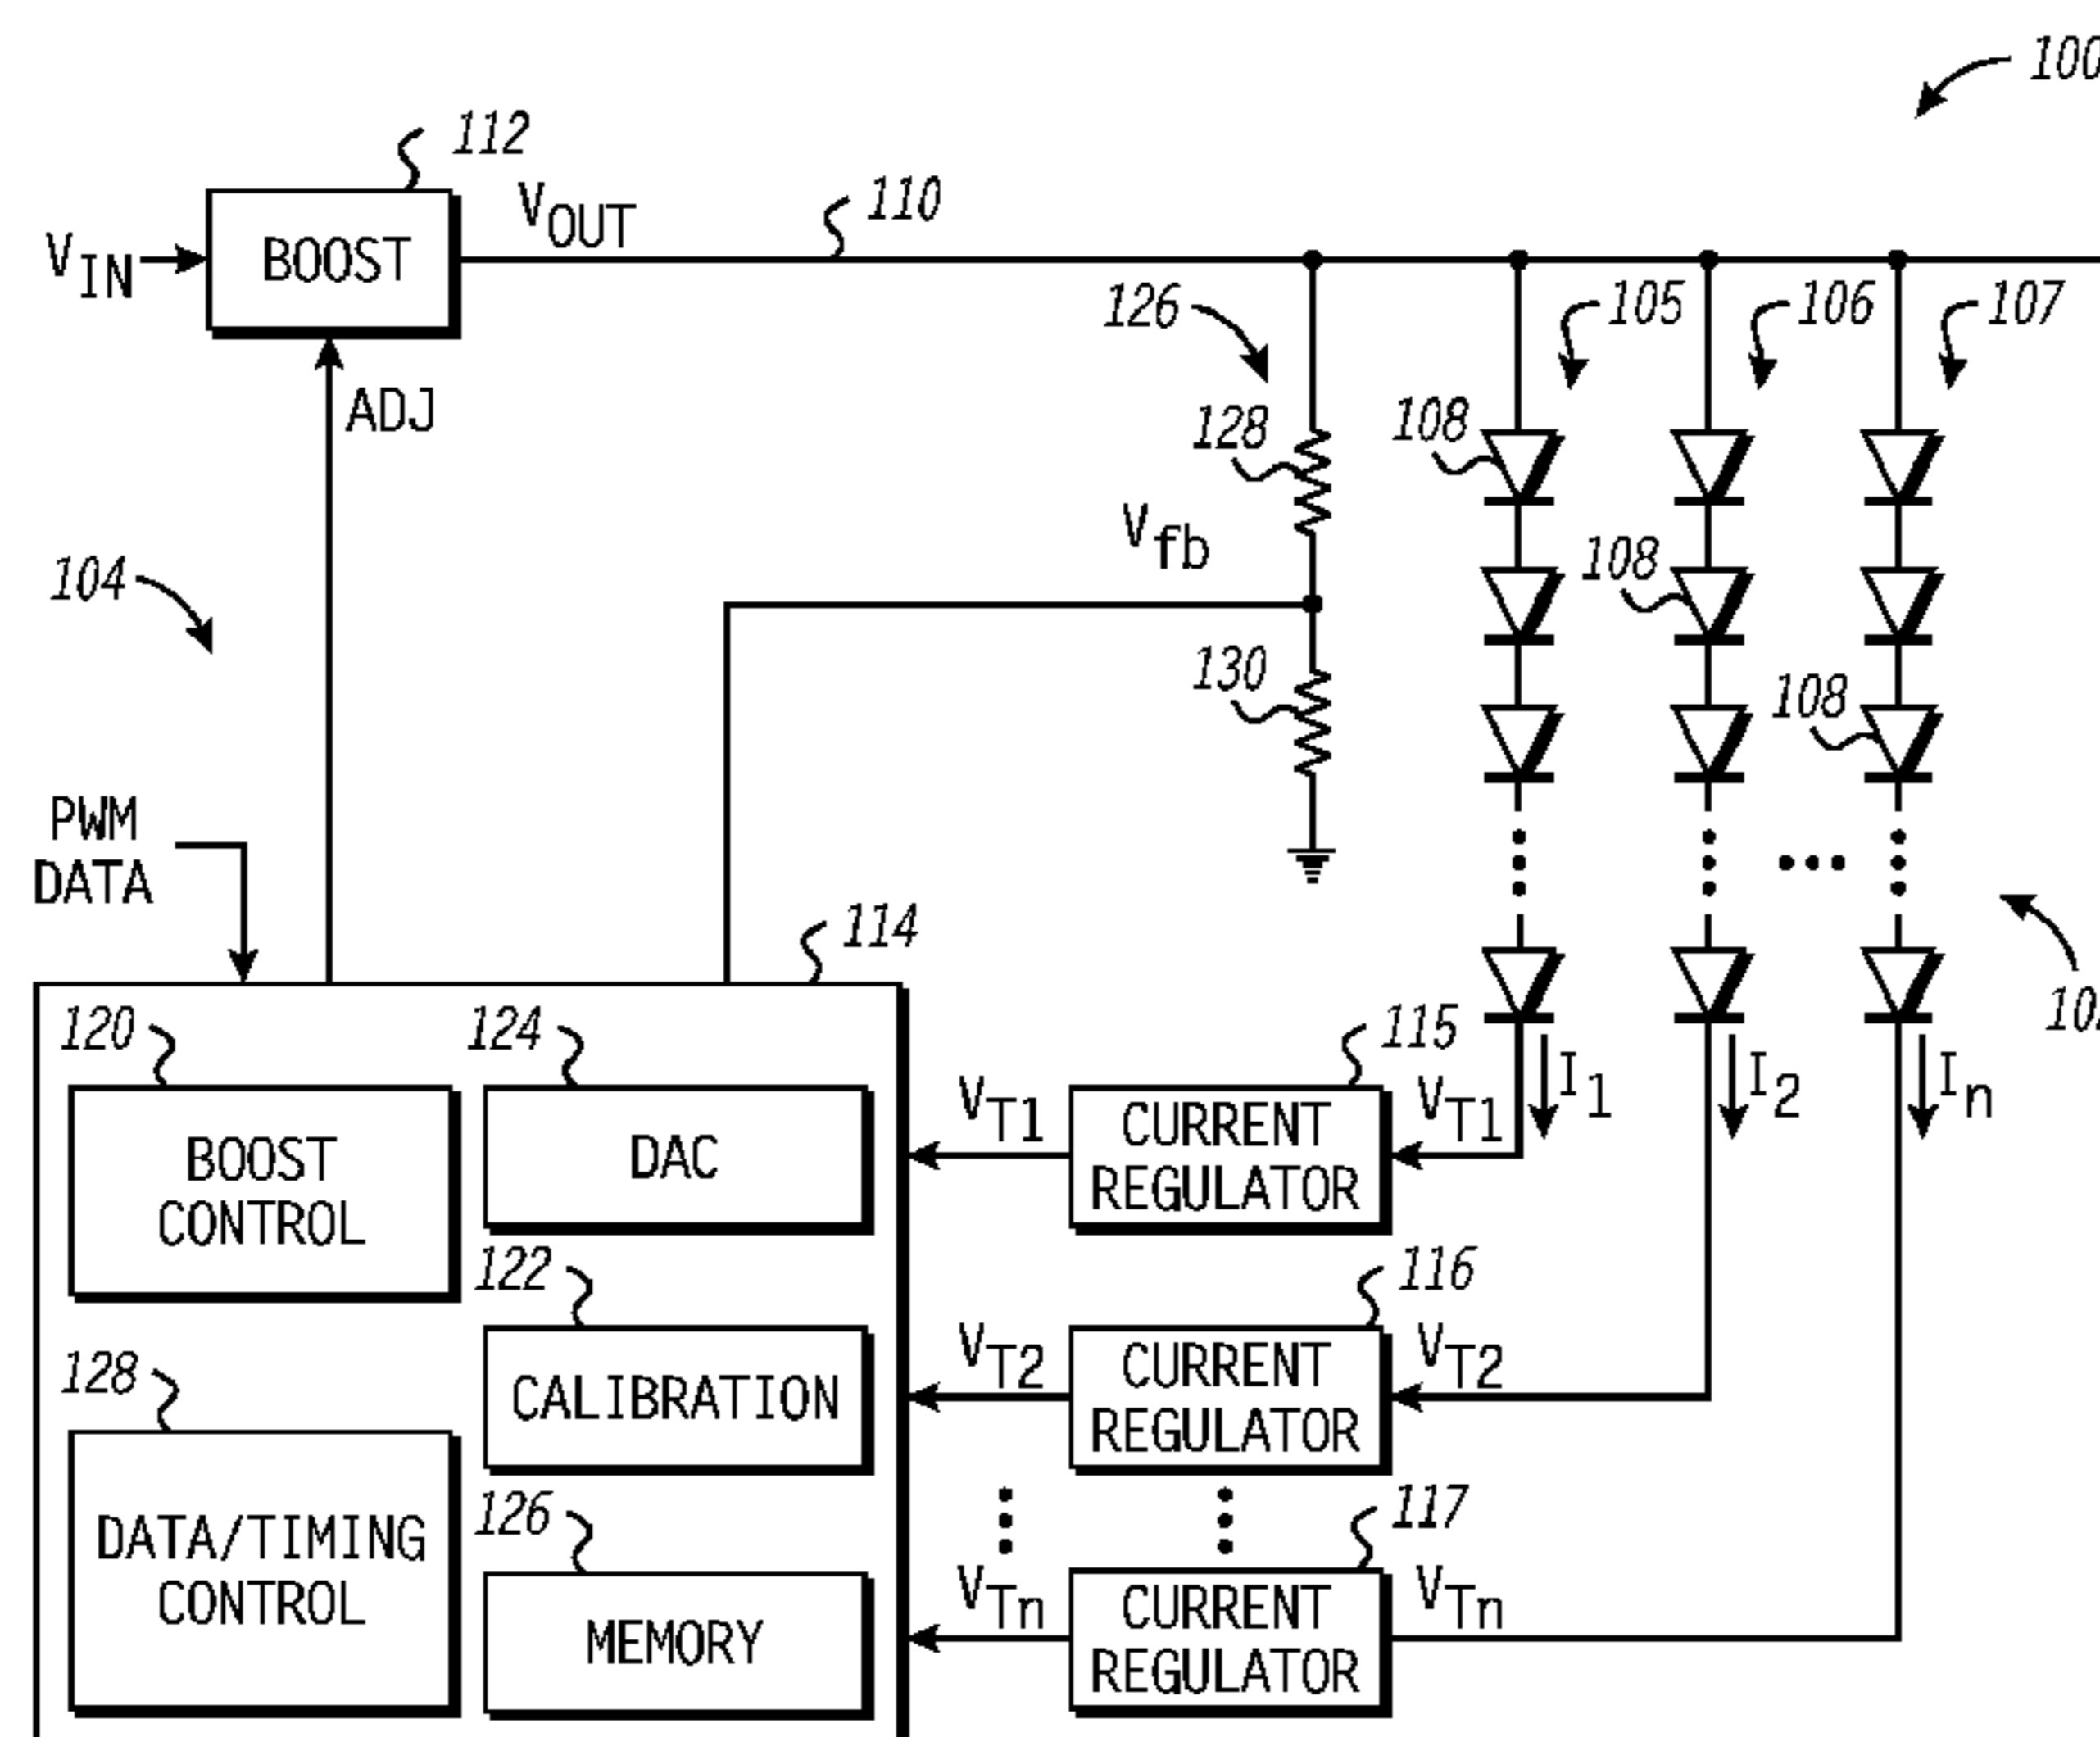 100
112
VOUT
110
VIN
BOOST
126
105
106
107
ADJ
128
108
Vfb
108
104
130
108
PWM
DATA
114
120
124
115
VT1
CURRENT
REGULATOR
VT1
I1
I2
In
BOOST
CONTROL
DAC
122
116
VT2
CURRENT
REGULATOR
VT2
128
CALIBRATION
126
117
DATA/TIMING
CONTROL
MEMORY
VTn
CURRENT
REGULATOR
VTn